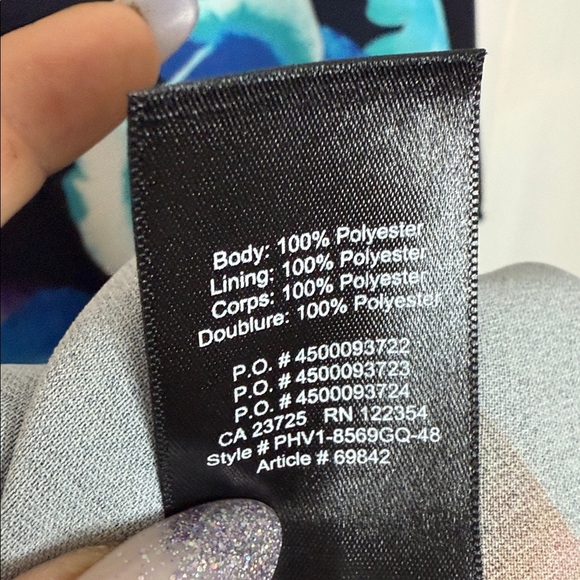 Body: 100% Polyester
Lining: 100% Polyester
Corps: 100% Polyester
Doublure: 100% Polyester
P.O. # 4500093722
P.O. # 4500093723
P.O. # 4500093724
CA 23725 RN 122354
Style # PHV1-8569GQ-48
Article # 69842